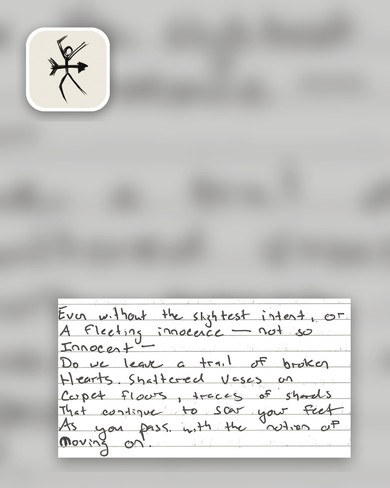 Even without the slightest intent, or
A Fleeting innocence — not so
Innocent —
Do we leave a trail of broken
Hearts. Shattered Vases on
Carpet floors, traces of shards
That continue to scar your feet
As you pass with the notion of
Moving on.